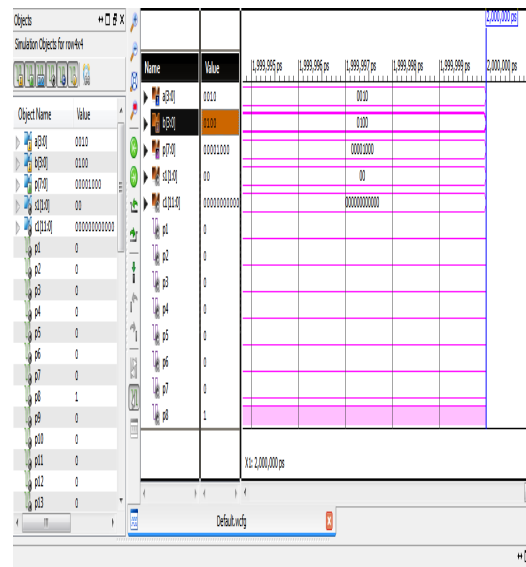 Objects
Simulation Objects for row4x4
Object Name Value
a[3:0] 0010
b[3:0] 0100
p[7:0] 00001000
s1[1:0] 00
c1[11:0] 000000000000
p1 0
p2 0
p3 0
p4 0
p5 0
p6 0
p7 0
p8 1
p9 0
p10 0
p11 0
p12 0
p13 0
2,000,000 ps
Name Value 1,999,995 ps 1,999,996 ps 1,999,997 ps 1,999,998 ps 1,999,999 ps 2,000,000 ps
a[3:0] 0010 0010
b[3:0] 0100 0100
p[7:0] 00001000 00001000
s1[1:0] 00 00
c1[11:0] 0000000000 000000000000
p1 0
p2 0
p3 0
p4 0
p5 0
p6 0
p7 0
p8 1
X1: 2,000,000 ps
Default.wcfg